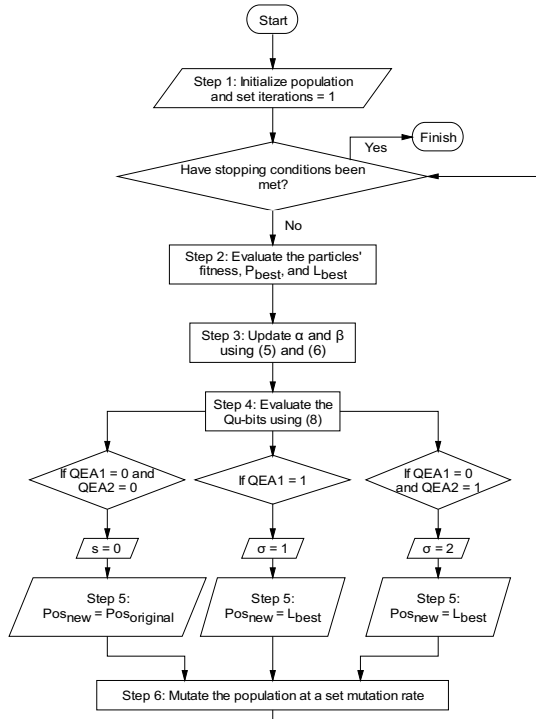 Start
Step 1: Initialize population
and set iterations = 1
Finish
Yes
Have stopping conditions been
met?
No
Step 2: Evaluate the particles'
fitness, Pbest, and Lbest
Step 3: Update α and β
using (5) and (6)
Step 4: Evaluate the
Qu-bits using (8)
If QEA1 = 0 and
QEA2 = 0
If QEA1 = 1
If QEA1 = 0
and QEA2 = 1
s = 0
σ = 1
σ = 2
Step 5:
Posnew = Posoriginal
Step 5:
Posnew = Lbest
Step 5:
Posnew = Lbest
Step 6: Mutate the population at a set mutation rate